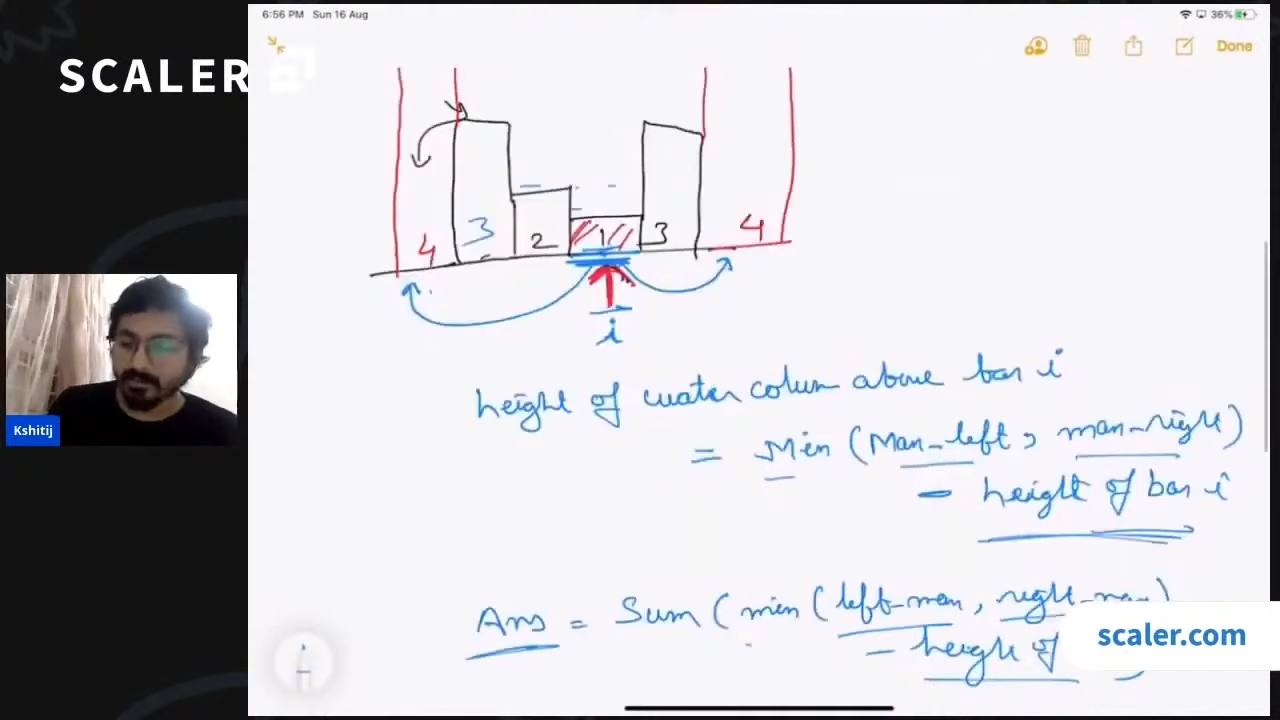 6:56 PM Sun 16 Aug
36%
SCALER
Done
4 3 2 1 3 4
i
height of water colum above bar i
= Min (Max_left, max_right)
- height of bar i
Kshitij
Ans = Sum (min (left_max, right_max)
scaler.com
- height of